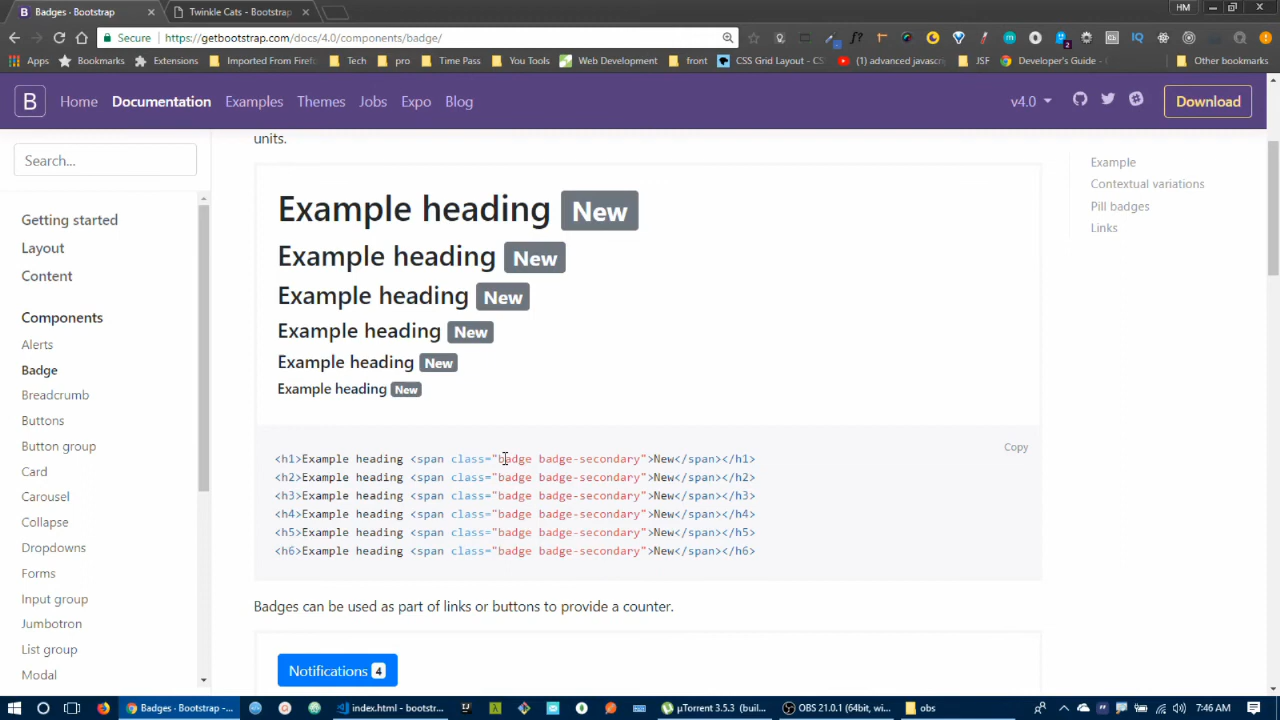 Badges · Bootstrap
Twinkle Cats - Bootstrap
HM
Secure
https://getbootstrap.com/docs/4.0/components/badge/
Apps
Bookmarks
Extensions
Imported From Firef
Tech
pro
Time Pass
You Tools
Web Development
front
CSS Grid Layout - CS
(1) advanced javascri
JSF
Developer's Guide -
Other bookmarks
B
Home
Documentation
Examples
Themes
Jobs
Expo
Blog
v4.0
Download
Search...
Getting started
Layout
Content
Components
Alerts
Badge
Breadcrumb
Buttons
Button group
Card
Carousel
Collapse
Dropdowns
Forms
Input group
Jumbotron
List group
Modal
units.
Example heading New
Example heading New
Example heading New
Example heading New
Example heading New
Example heading New
Copy
<h1>Example heading <span class="badge badge-secondary">New</span></h1>
<h2>Example heading <span class="badge badge-secondary">New</span></h2>
<h3>Example heading <span class="badge badge-secondary">New</span></h3>
<h4>Example heading <span class="badge badge-secondary">New</span></h4>
<h5>Example heading <span class="badge badge-secondary">New</span></h5>
<h6>Example heading <span class="badge badge-secondary">New</span></h6>
Badges can be used as part of links or buttons to provide a counter.
Notifications 4
Example
Contextual variations
Pill badges
Links
Badges · Bootstrap -...
index.html - bootstr...
µTorrent 3.5.3 (buil...
OBS 21.0.1 (64bit, wi...
obs
7:46 AM